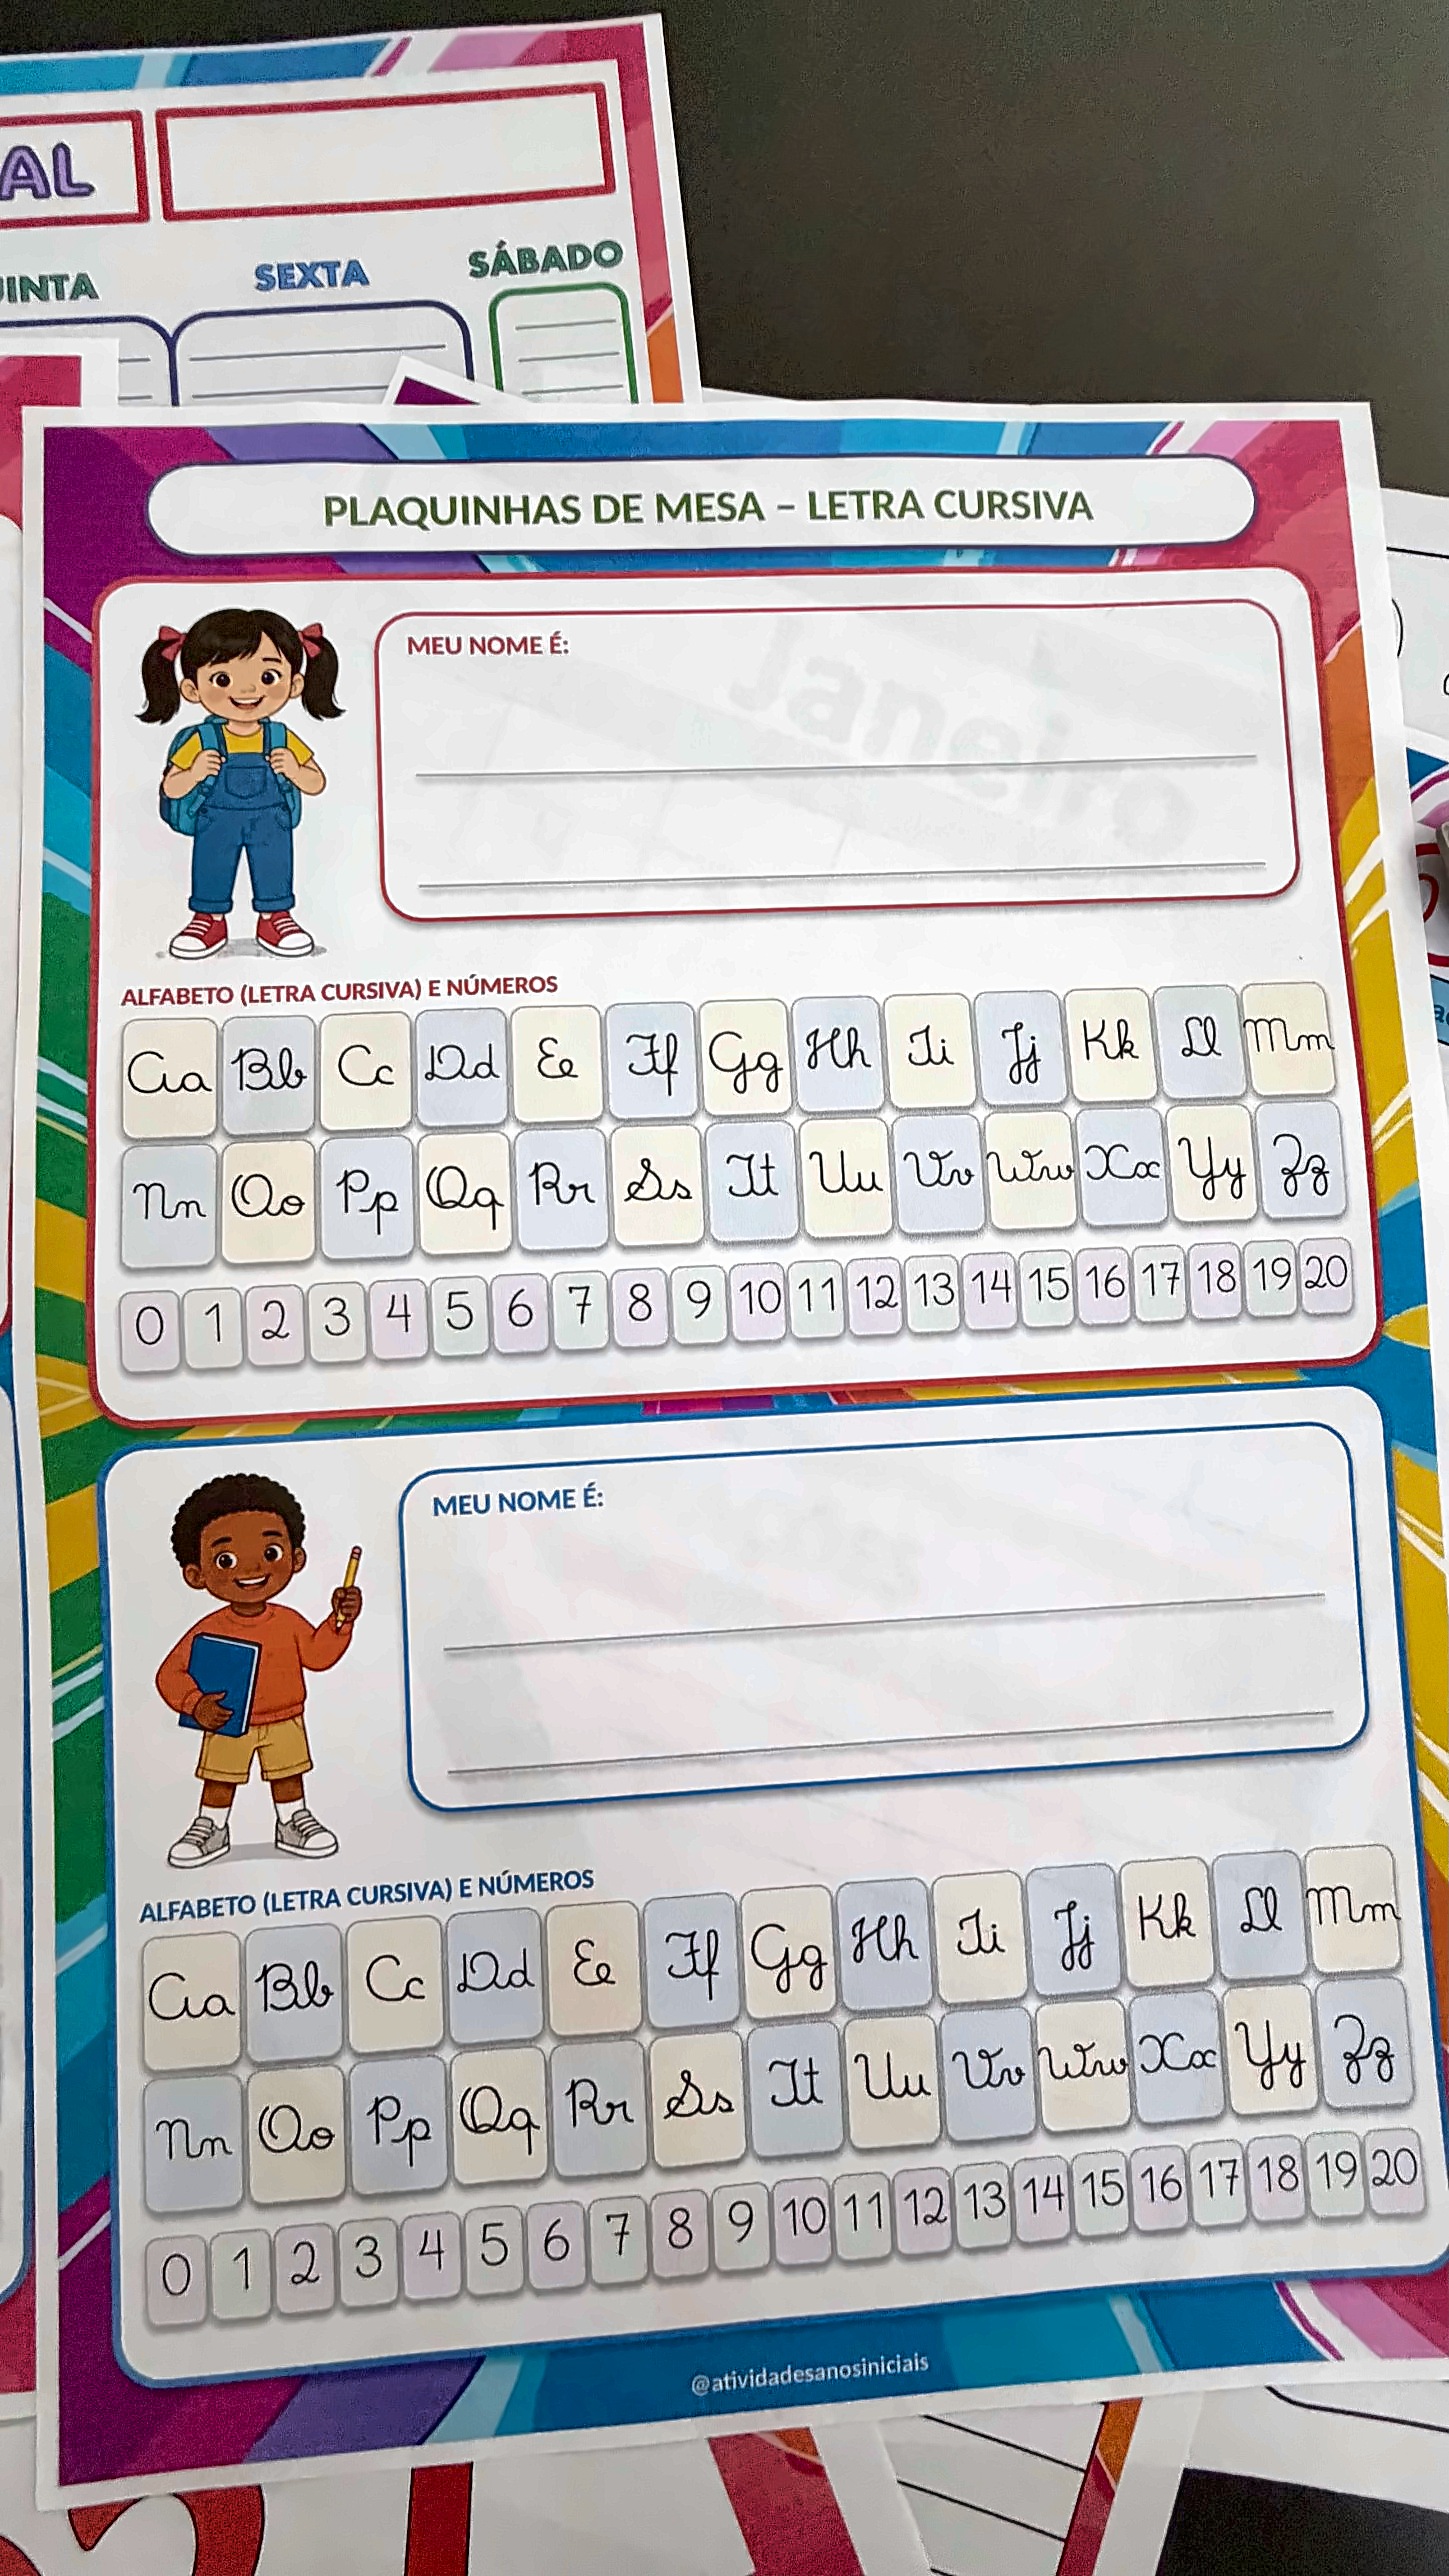 AL
SEXTA
SÁBADO
PLAQUINHAS DE MESA – LETRA CURSIVA
MEU NOME É:
Janeiro
ALFABETO (LETRA CURSIVA) E NÚMEROS
Aa Bb Cc Dd Ee Ff Gg Hh Ii Jj Kk Ll Mm
Nn Oo Pp Qq Rr Ss Tt Uu Vv Ww Xx Yy Zz
0 1 2 3 4 5 6 7 8 9 10 11 12 13 14 15 16 17 18 19 20
MEU NOME É:
ALFABETO (LETRA CURSIVA) E NÚMEROS
Aa Bb Cc Dd Ee Ff Gg Hh Ii Jj Kk Ll Mm
Nn Oo Pp Qq Rr Ss Tt Uu Vv Ww Xx Yy Zz
0 1 2 3 4 5 6 7 8 9 10 11 12 13 14 15 16 17 18 19 20
@atividadesanosiniciais